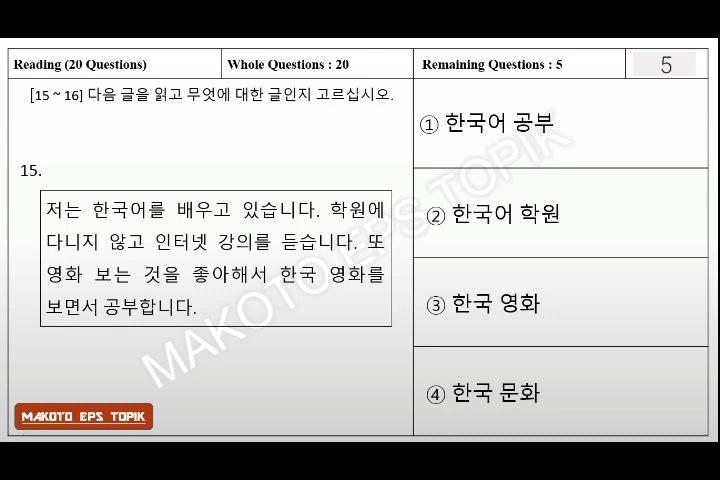 Reading (20 Questions)
Whole Questions : 20
Remaining Questions : 5
5
[15 ~ 16] 다음 글을 읽고 무엇에 대한 글인지 고르십시오.
15.
저는 한국어를 배우고 있습니다. 학원에
다니지 않고 인터넷 강의를 듣습니다. 또
영화 보는 것을 좋아해서 한국 영화를
보면서 공부합니다.
① 한국어 공부
② 한국어 학원
③ 한국 영화
④ 한국 문화
MAKOTO EPS TOPIK
MAKOTO EPS TOPIK